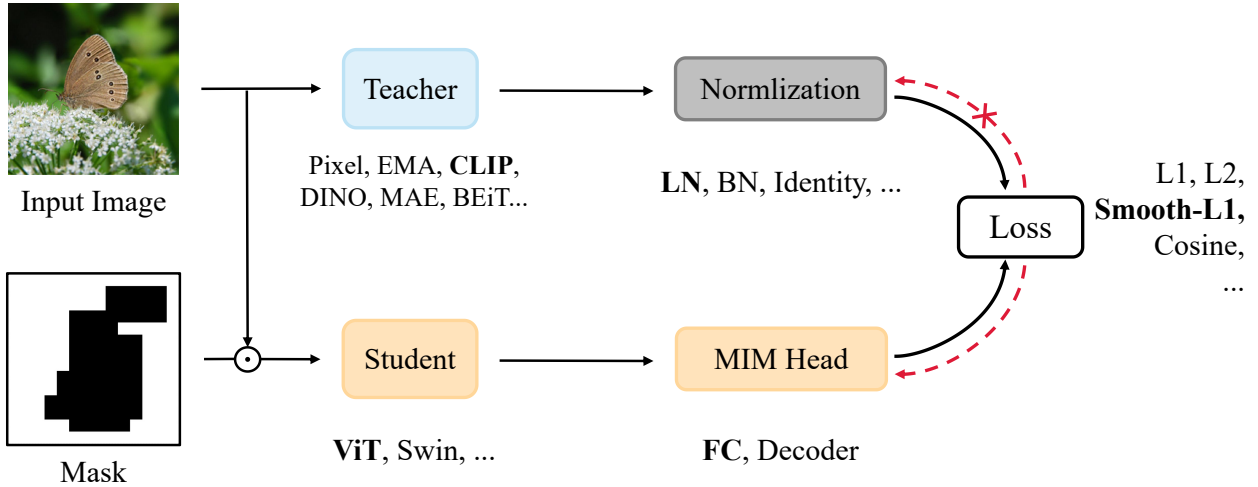 Teacher
Normlization
Input Image
Pixel, EMA, CLIP,
DINO, MAE, BEiT...
LN, BN, Identity, ...
L1, L2,
Smooth-L1,
Cosine,
...
Loss
Student
MIM Head
Mask
ViT, Swin, ...
FC, Decoder